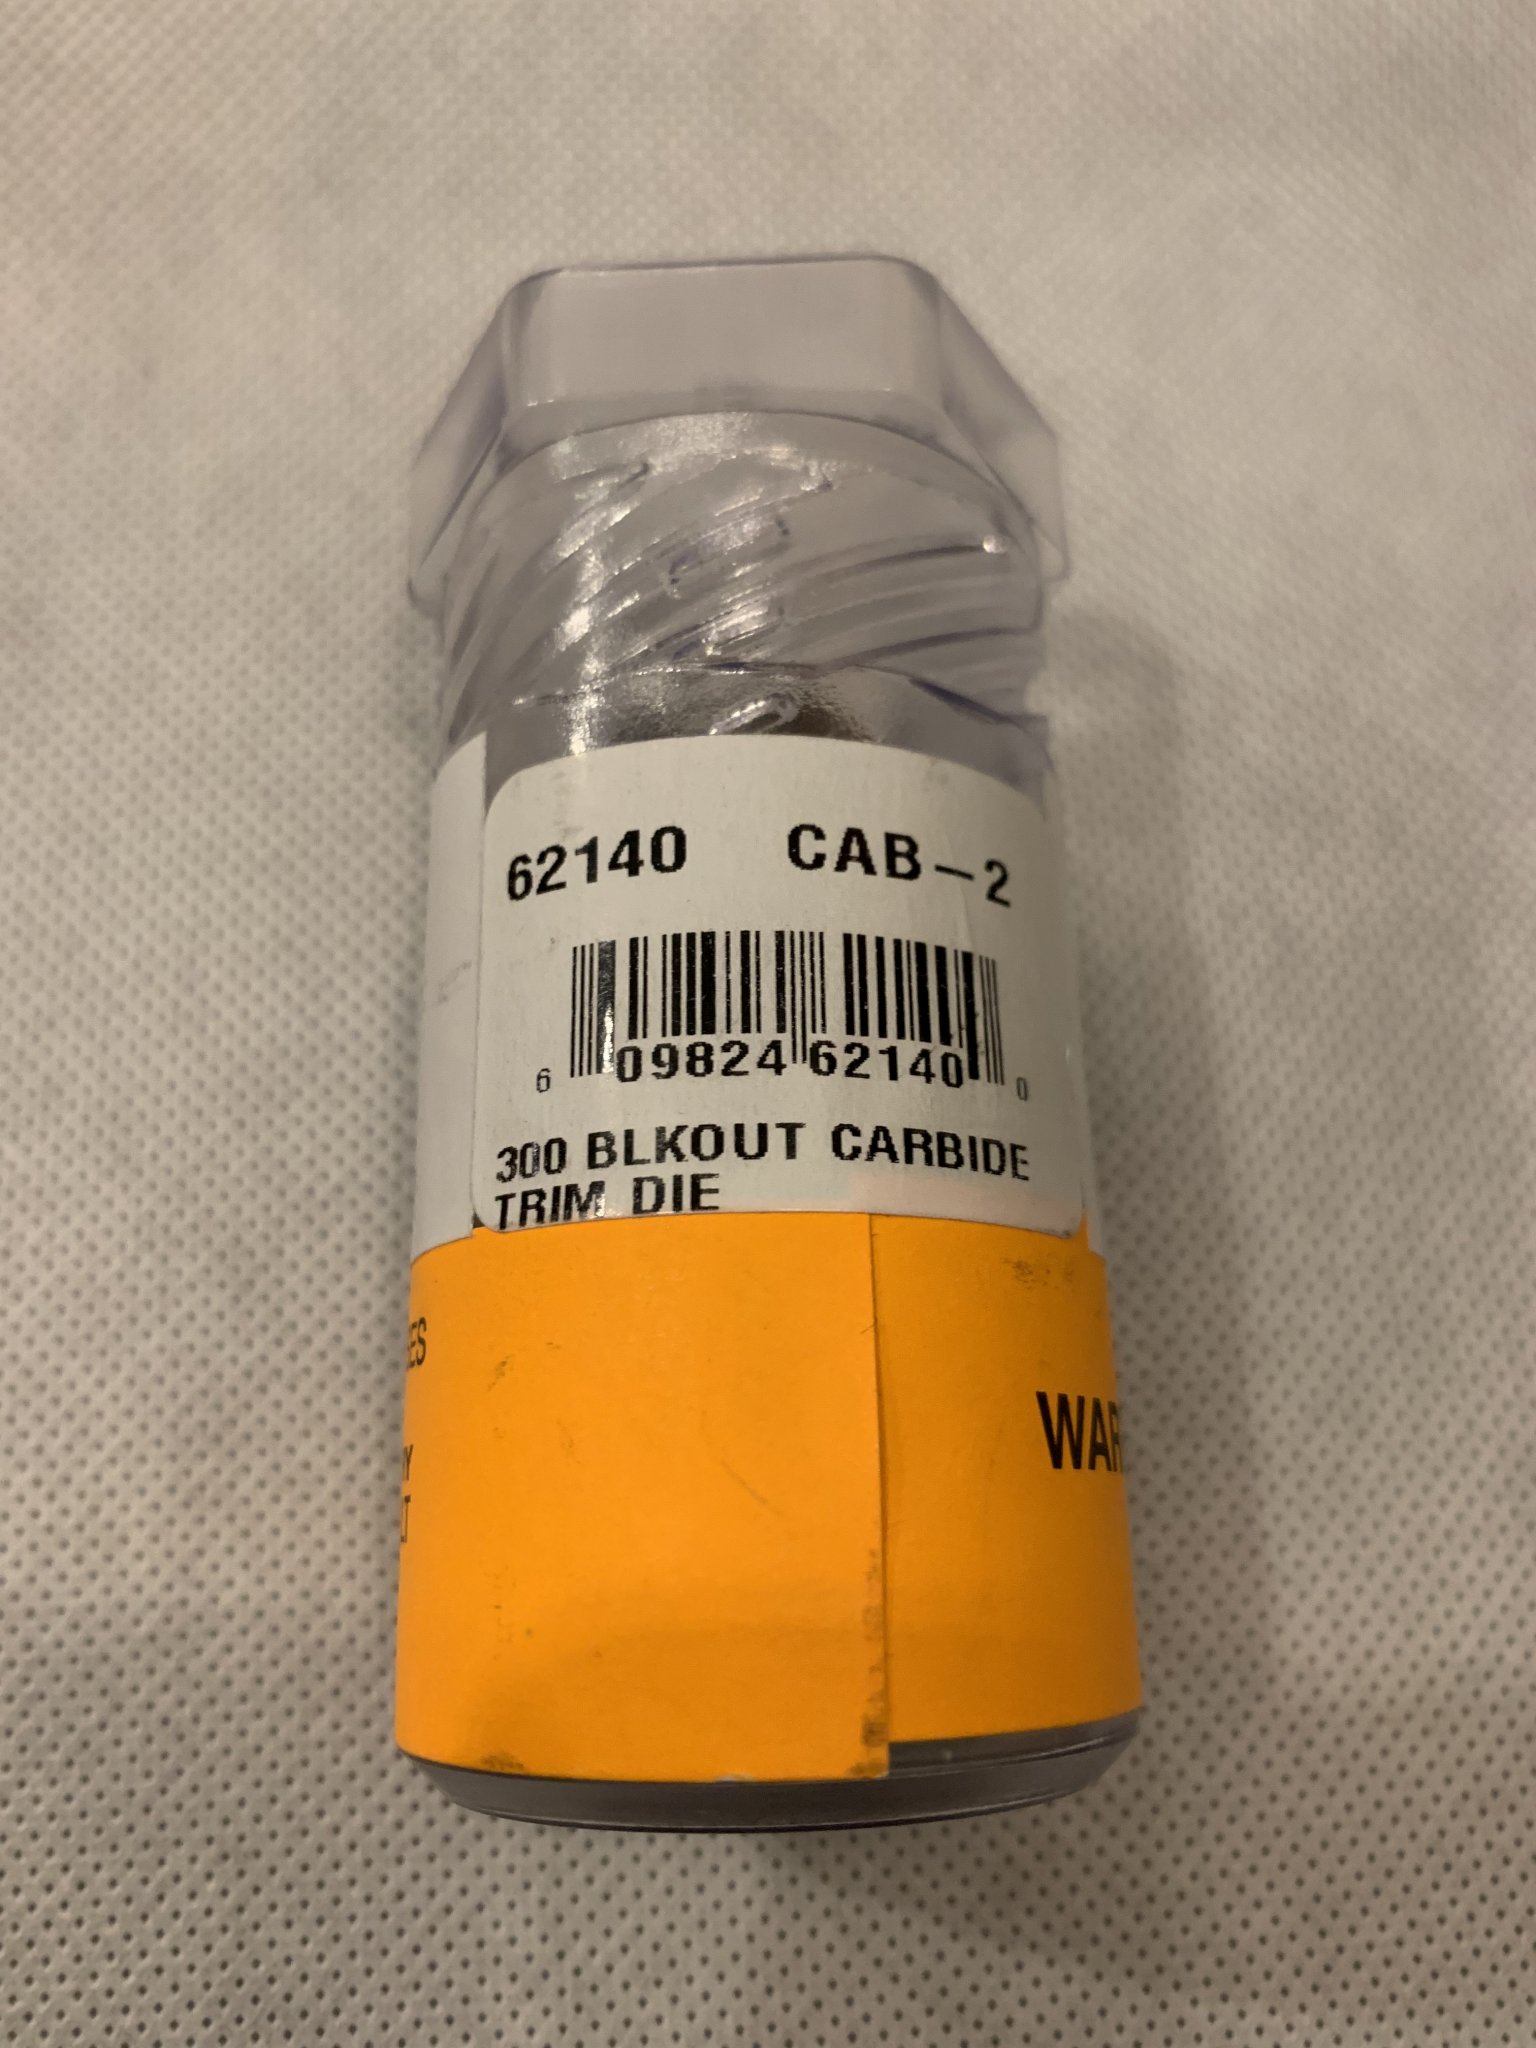 62140 CAB-2
6 09824 62140 0
300 BLKOUT CARBIDE
TRIM DIE